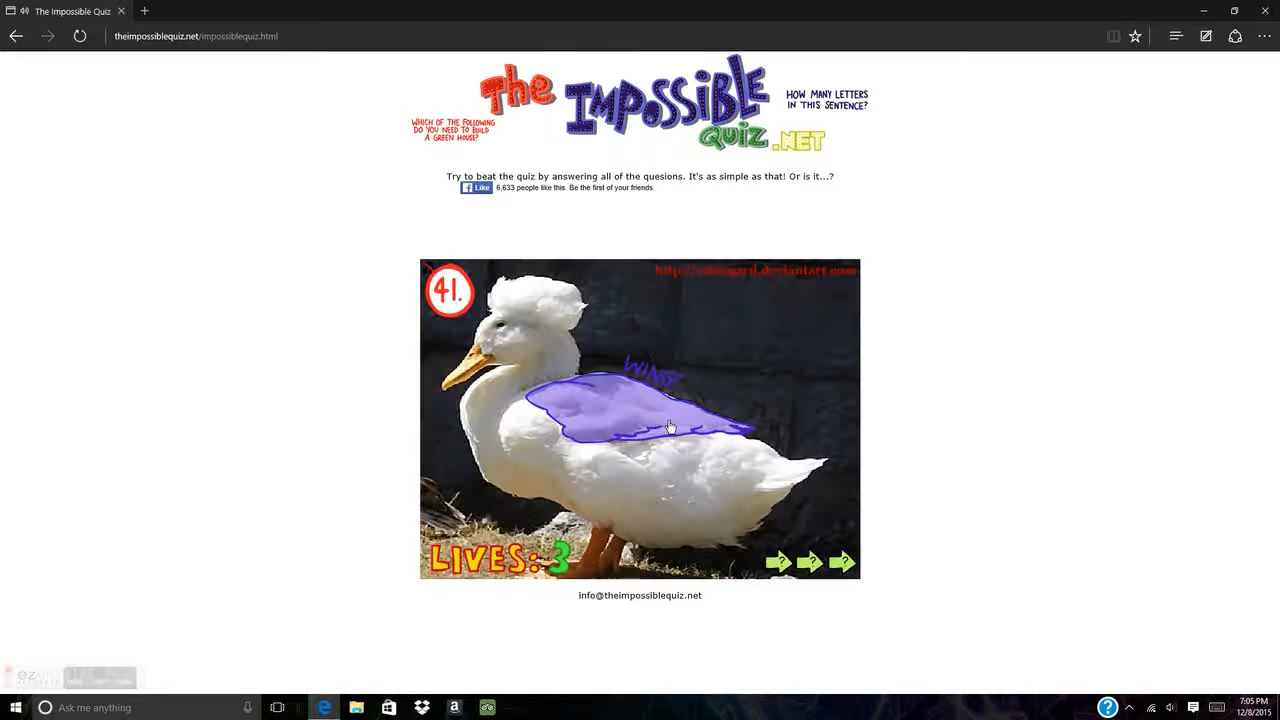 The Impossible Quiz
theimpossiblequiz.net/impossiblequiz.html
The IMPOSSIBLE QUIZ .NET
WHICH OF THE FOLLOWING
DO YOU NEED TO BUILD
A GREEN HOUSE?
HOW MANY LETTERS
IN THIS SENTENCE?
Try to beat the quiz by answering all of the quesions. It's as simple as that! Or is it...?
Like 6,633 people like this. Be the first of your friends.
41.
WING?
LIVES: 3
? ? ?
info@theimpossiblequiz.net
Ask me anything
7:05 PM
12/8/2015